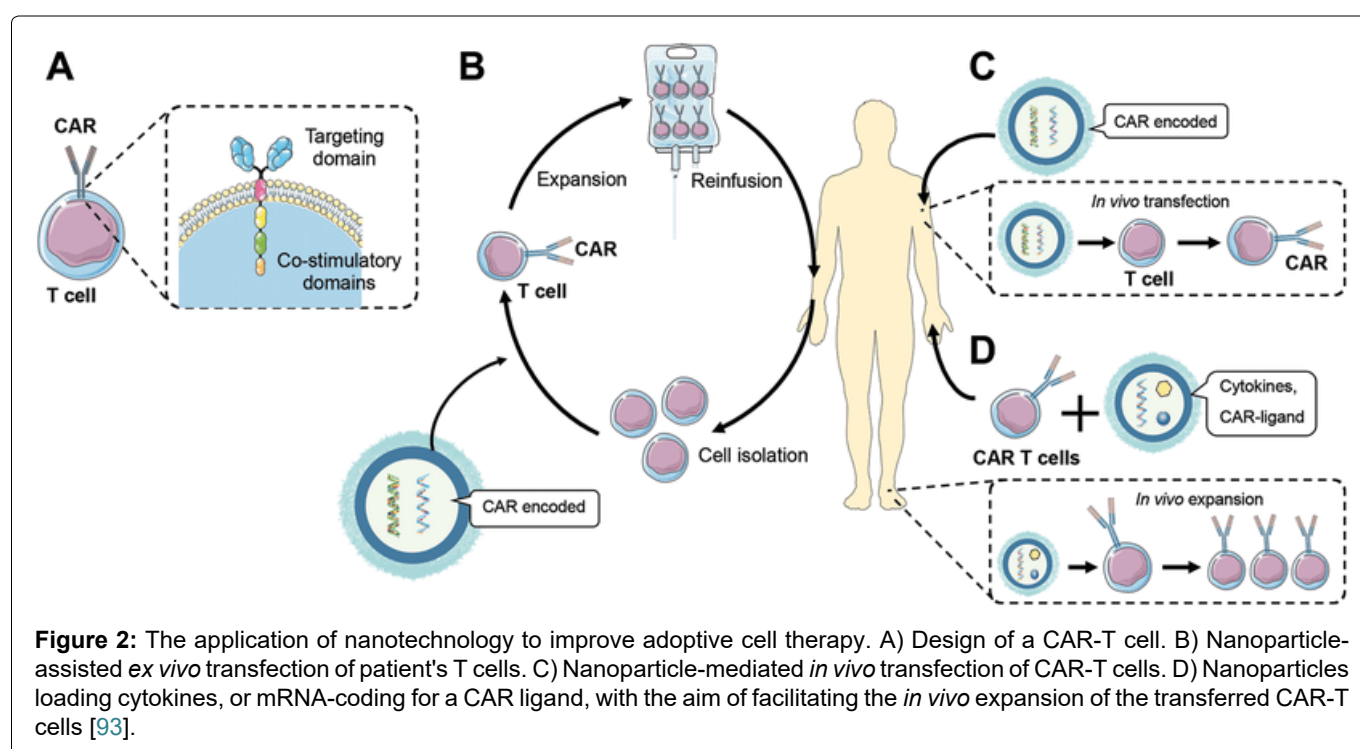 A
CAR
T cell
Targeting
domain
Co-stimulatory
domains
B
Expansion
Reinfusion
CAR
T cell
Cell isolation
CAR encoded
C
CAR encoded
In vivo transfection
T cell
CAR
D
CAR T cells
+
Cytokines,
CAR-ligand
In vivo expansion
Figure 2: The application of nanotechnology to improve adoptive cell therapy. A) Design of a CAR-T cell. B) Nanoparticle-
assisted ex vivo transfection of patient's T cells. C) Nanoparticle-mediated in vivo transfection of CAR-T cells. D) Nanoparticles
loading cytokines, or mRNA-coding for a CAR ligand, with the aim of facilitating the in vivo expansion of the transferred CAR-T
cells [93].